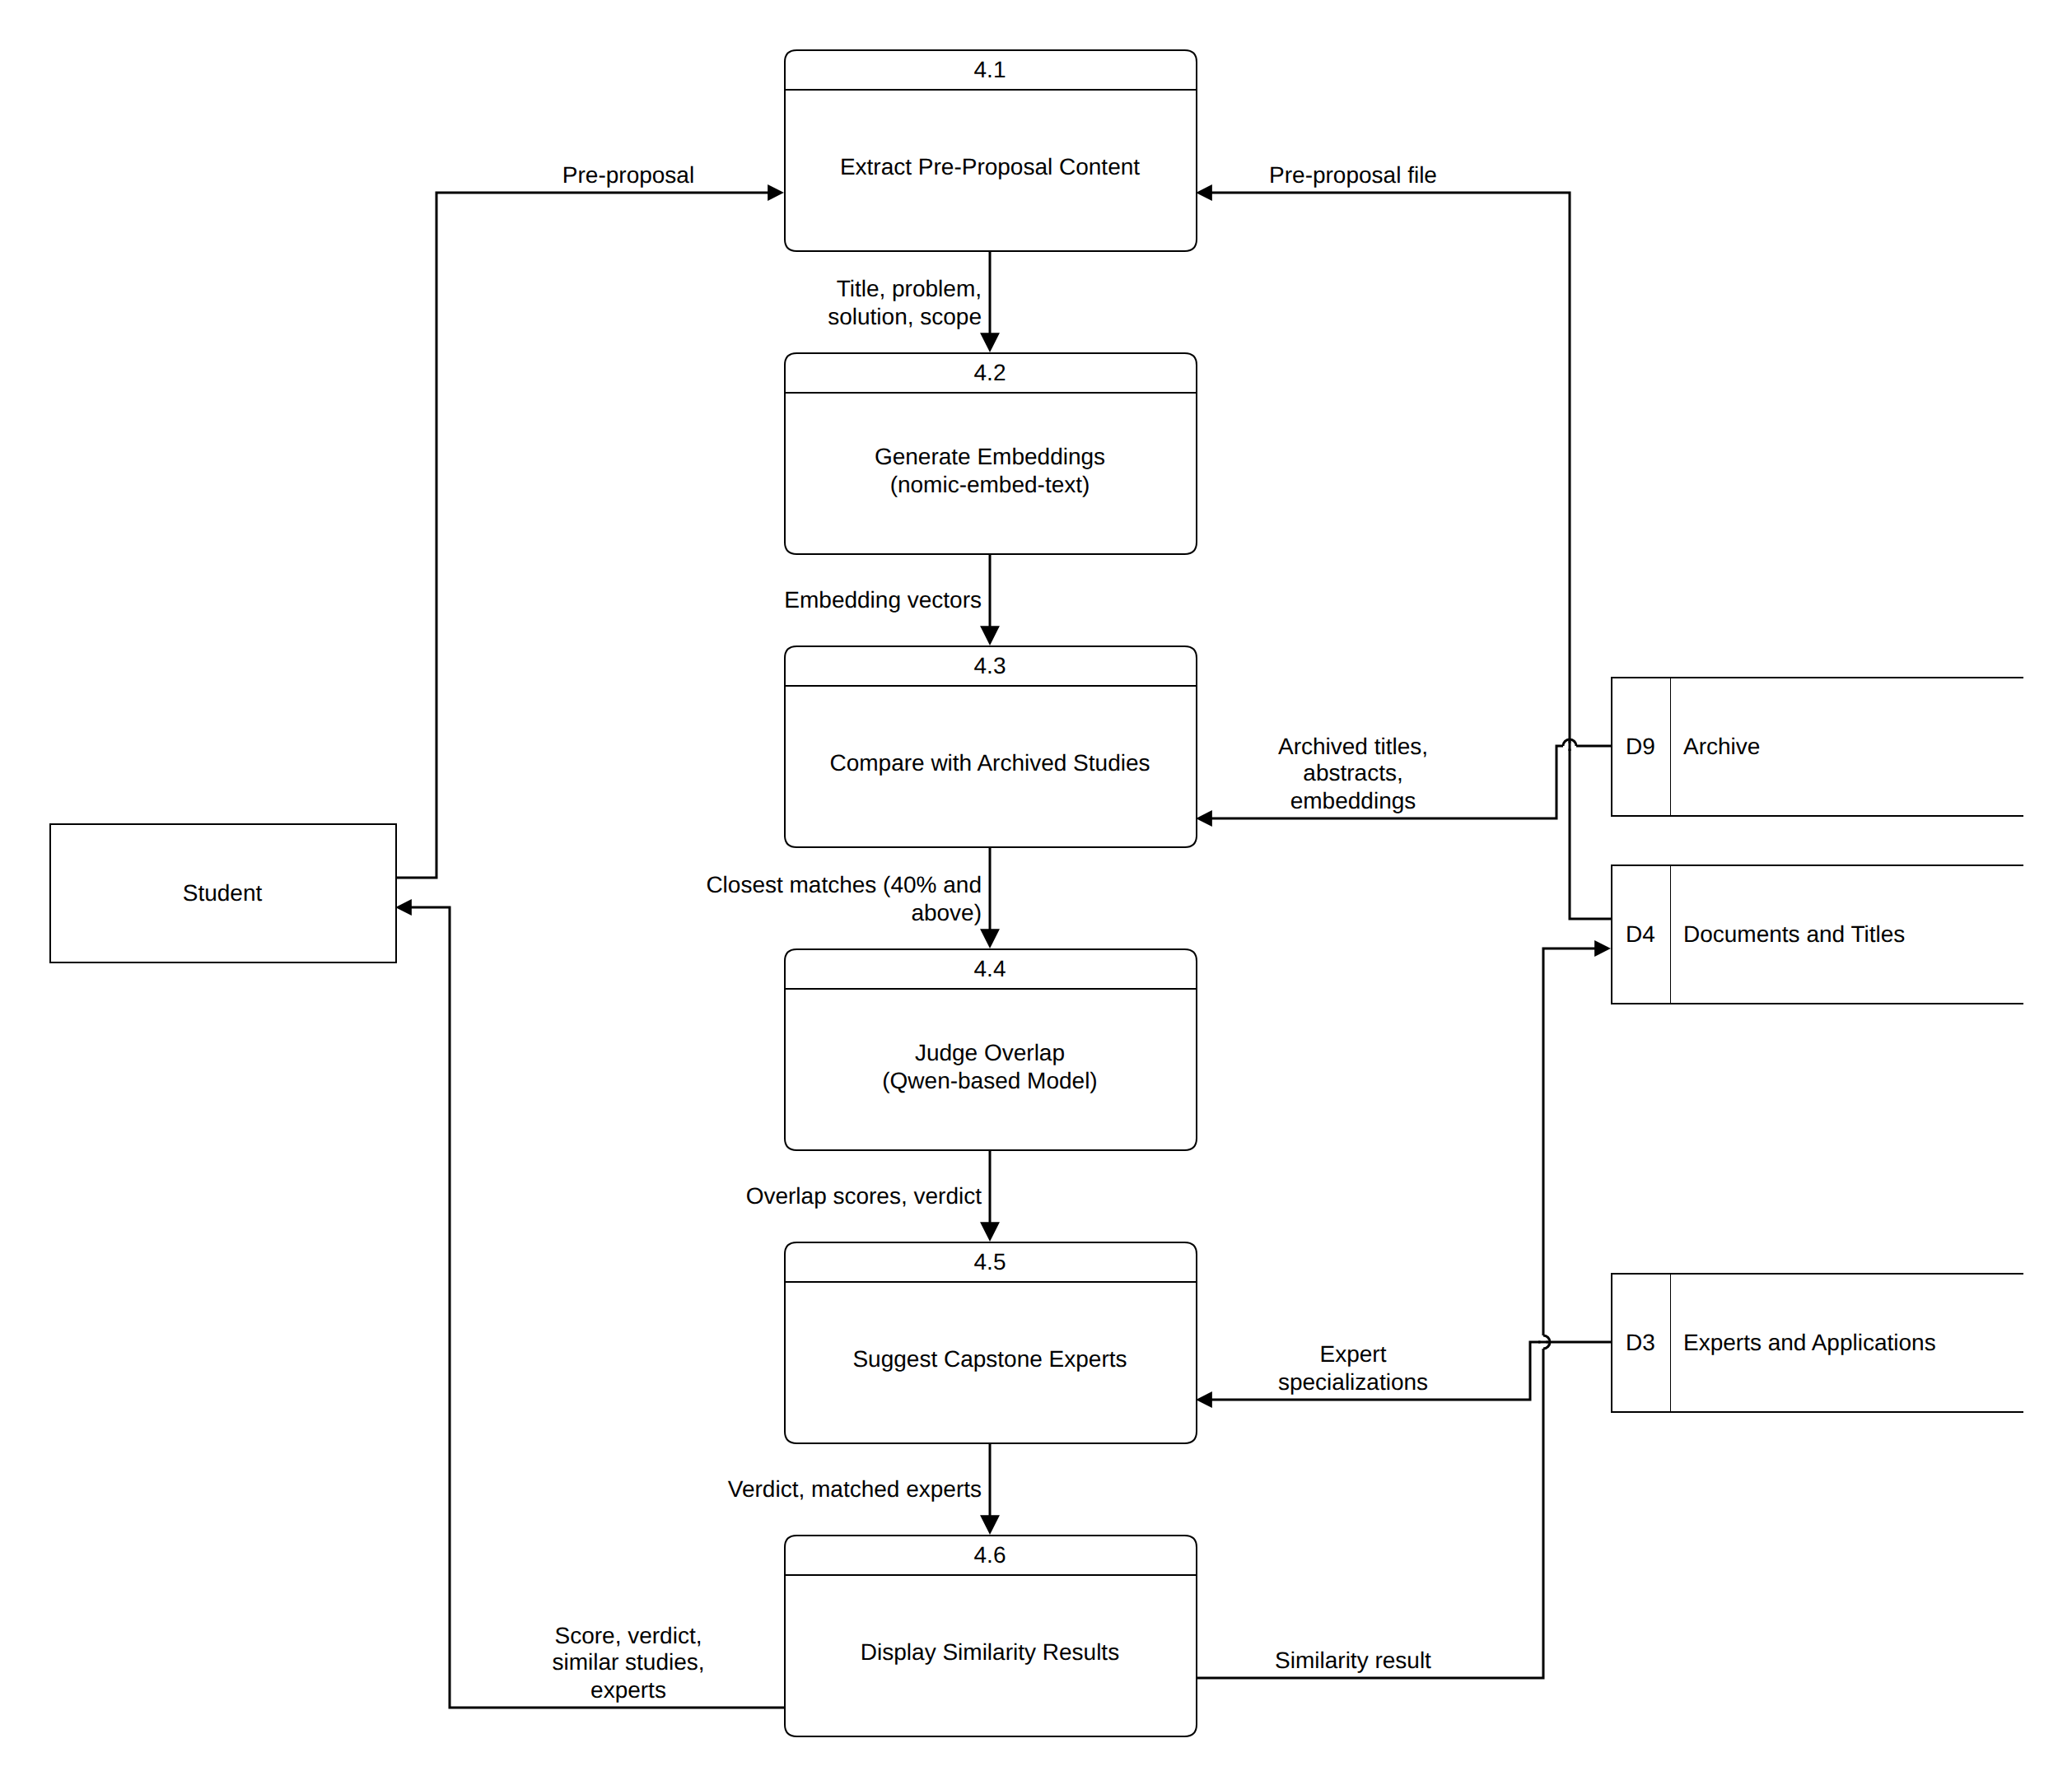 4.1
Extract Pre-Proposal Content
Pre-proposal
Pre-proposal file
Title, problem,
solution, scope
4.2
Generate Embeddings
(nomic-embed-text)
Embedding vectors
4.3
Compare with Archived Studies
Archived titles,
abstracts,
embeddings
D9
Archive
Closest matches (40% and
above)
Student
D4
Documents and Titles
4.4
Judge Overlap
(Qwen-based Model)
Overlap scores, verdict
4.5
Suggest Capstone Experts
Expert
specializations
D3
Experts and Applications
Verdict, matched experts
4.6
Display Similarity Results
Score, verdict,
similar studies,
experts
Similarity result